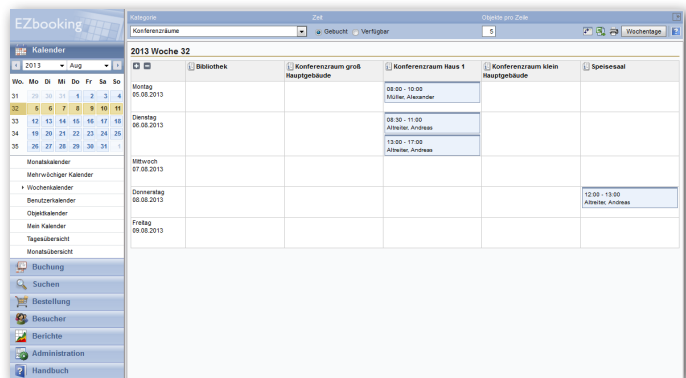 EZbooking
Kalender
2013 Aug
Wo. Mo Di Mi Do Fr Sa So
31 29 30 31 1 2 3 4
32 5 6 7 8 9 10 11
33 12 13 14 15 16 17 18
34 19 20 21 22 23 24 25
35 26 27 28 29 30 31 1
Monatskalender
Mehrwöchiger Kalender
Wochenkalender
Benutzerkalender
Objektkalender
Mein Kalender
Tagesübersicht
Monatsübersicht
Buchung
Suchen
Bestellung
Besucher
Berichte
Administration
Handbuch
Kategorie Zeit Objekte pro Zeile
Konferenzräume Gebucht Verfügbar 5 Wochentage
2013 Woche 32
Bibliothek
Konferenzraum groß
Hauptgebäude
Konferenzraum Haus 1
Konferenzraum klein
Hauptgebäude
Speisesaal
Montag
05.08.2013
08:00 - 10:00
Müller, Alexander
Dienstag
06.08.2013
08:30 - 11:00
Altreiter, Andreas
13:00 - 17:00
Altreiter, Andreas
Mittwoch
07.08.2013
Donnerstag
08.08.2013
12:00 - 13:00
Altreiter, Andreas
Freitag
09.08.2013